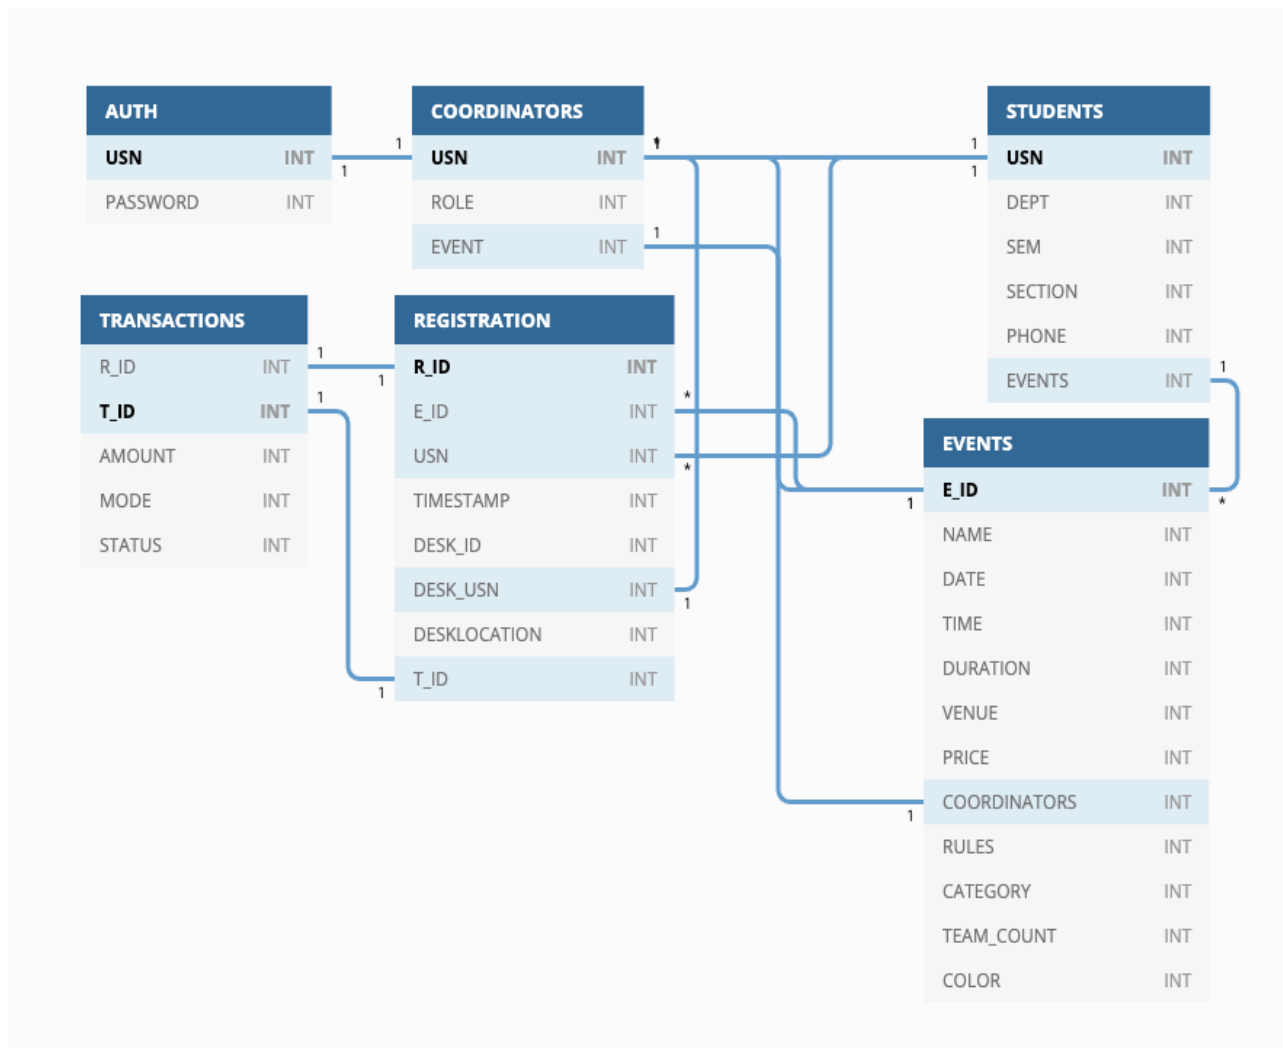 AUTH
USN INT
PASSWORD INT
COORDINATORS
USN INT
ROLE INT
EVENT INT
STUDENTS
USN INT
DEPT INT
SEM INT
SECTION INT
PHONE INT
EVENTS INT
TRANSACTIONS
R_ID INT
T_ID INT
AMOUNT INT
MODE INT
STATUS INT
REGISTRATION
R_ID INT
E_ID INT
USN INT
TIMESTAMP INT
DESK_ID INT
DESK_USN INT
DESKLOCATION INT
T_ID INT
EVENTS
E_ID INT
NAME INT
DATE INT
TIME INT
DURATION INT
VENUE INT
PRICE INT
COORDINATORS INT
RULES INT
CATEGORY INT
TEAM_COUNT INT
COLOR INT
1
1
1
1
1
1
1
1
1
*
*
1
1
1
1
*